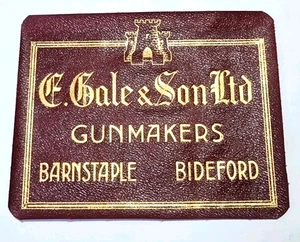 E. Gale & Son Ltd
GUNMAKERS
BARNSTAPLE BIDEFORD